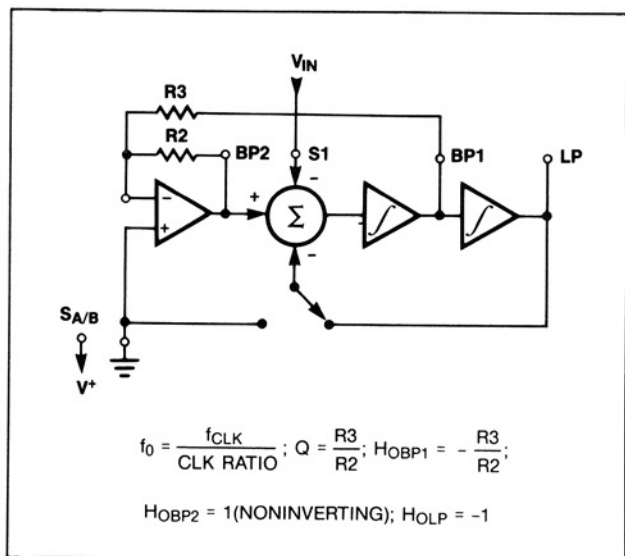 V_IN
R3
R2
BP2
S1
BP1
LP
−
+
−
+
Σ
−
−
∫
∫
S_A/B
V⁺
f₀ = f_CLK / CLK RATIO ; Q = R3 / R2 ; H_OBP1 = − R3 / R2 ;
H_OBP2 = 1(NONINVERTING); H_OLP = −1